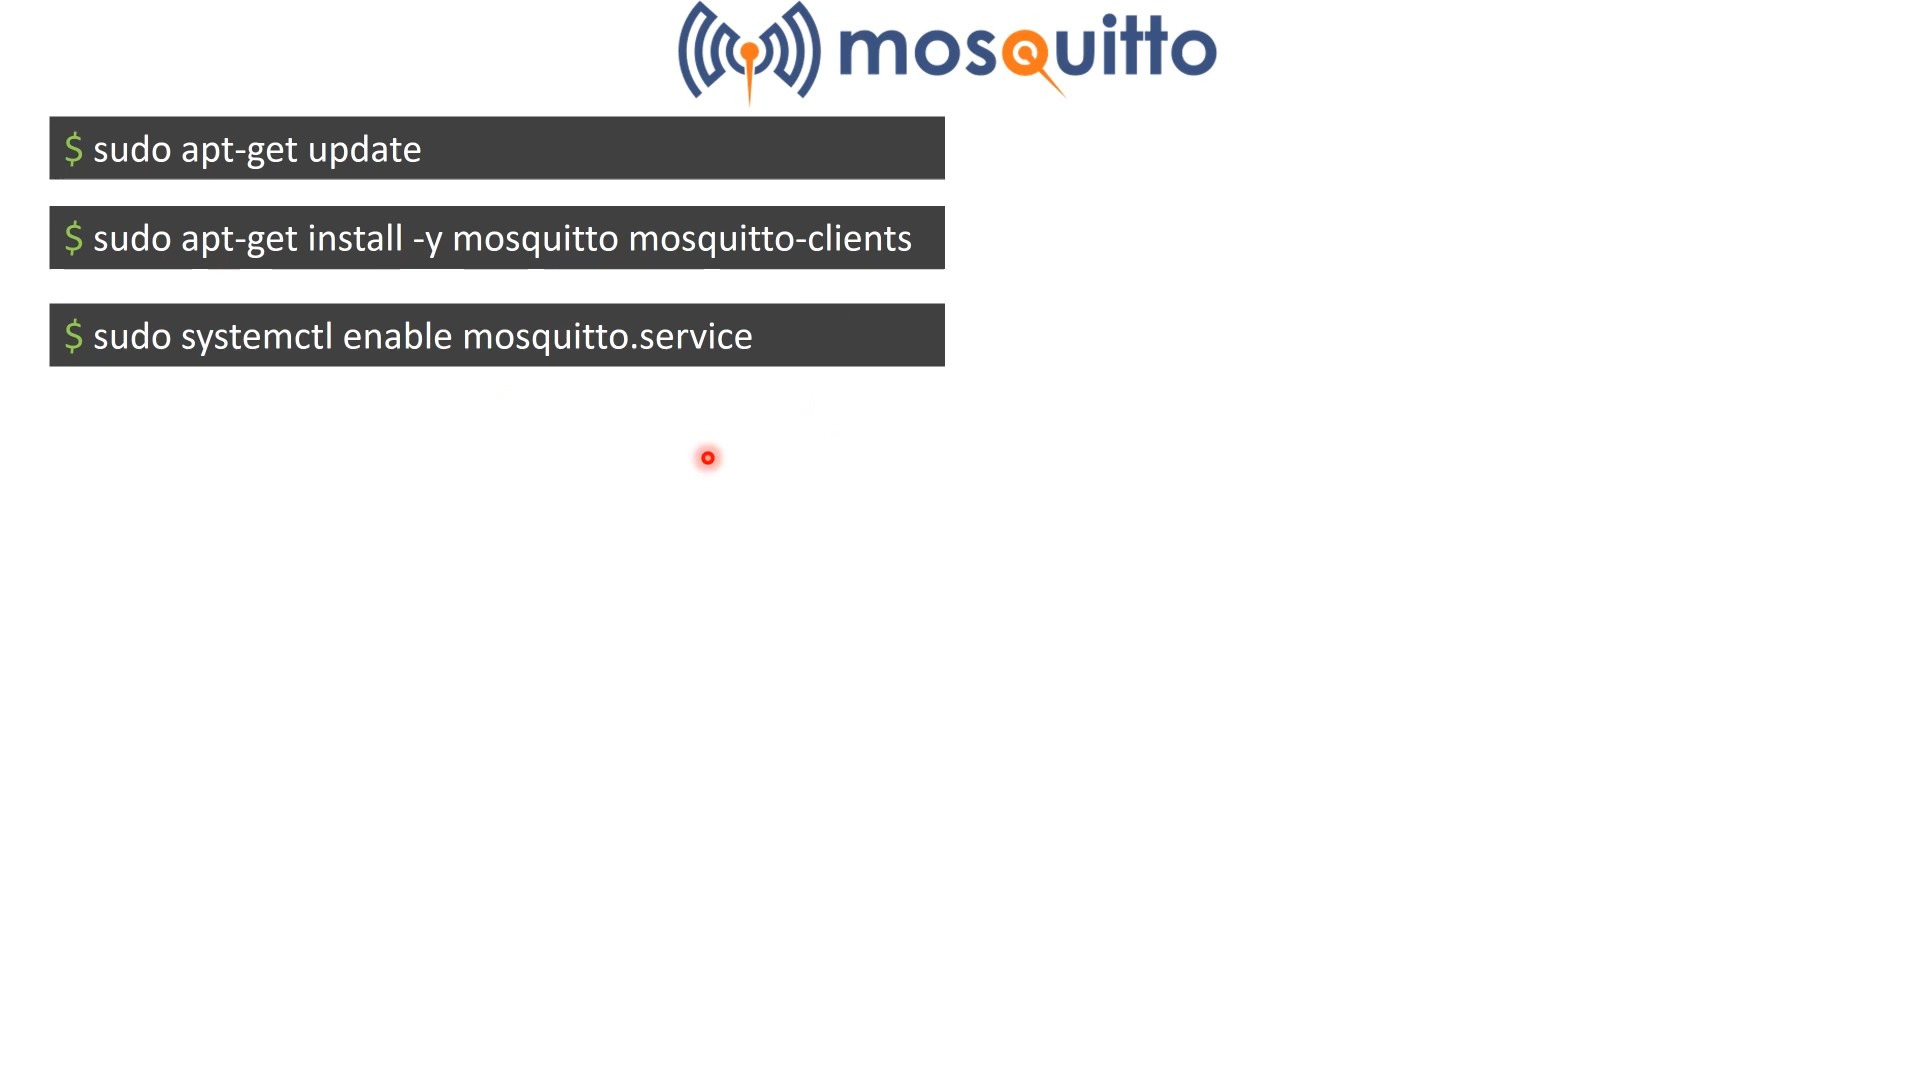 mosquitto
$ sudo apt-get update
$ sudo apt-get install -y mosquitto mosquitto-clients
$ sudo systemctl enable mosquitto.service